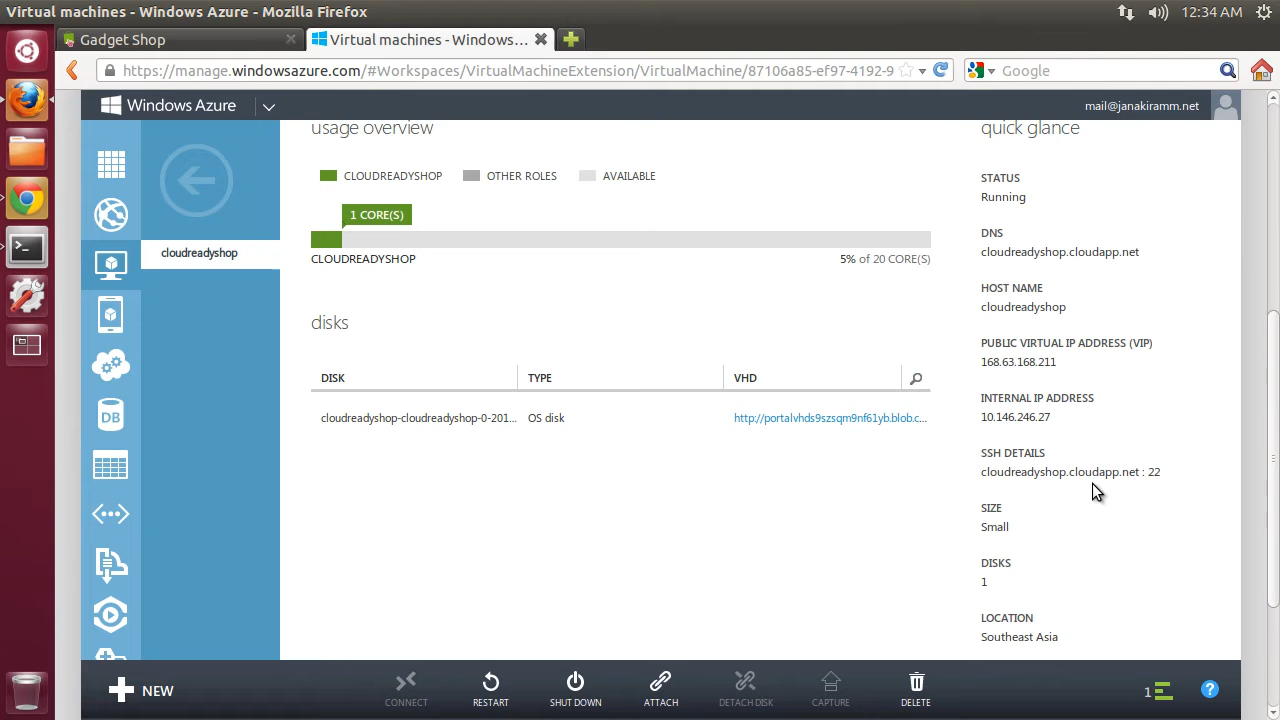 Virtual machines - Windows Azure - Mozilla Firefox
12:34 AM
Gadget Shop
Virtual machines - Windows...
https://manage.windowsazure.com/#Workspaces/VirtualMachineExtension/VirtualMachine/87106a85-ef97-4192-9
Google
Windows Azure
mail@janakiramm.net
cloudreadyshop
DB
usage overview
CLOUDREADYSHOP
OTHER ROLES
AVAILABLE
1 CORE(S)
CLOUDREADYSHOP
5% of 20 CORE(S)
disks
DISK
TYPE
VHD
cloudreadyshop-cloudreadyshop-0-201...
OS disk
http://portalvhds9szsqm9nf61yb.blob.c...
quick glance
STATUS
Running
DNS
cloudreadyshop.cloudapp.net
HOST NAME
cloudreadyshop
PUBLIC VIRTUAL IP ADDRESS (VIP)
168.63.168.211
INTERNAL IP ADDRESS
10.146.246.27
SSH DETAILS
cloudreadyshop.cloudapp.net : 22
SIZE
Small
DISKS
1
LOCATION
Southeast Asia
NEW
CONNECT
RESTART
SHUT DOWN
ATTACH
DETACH DISK
CAPTURE
DELETE
1
?